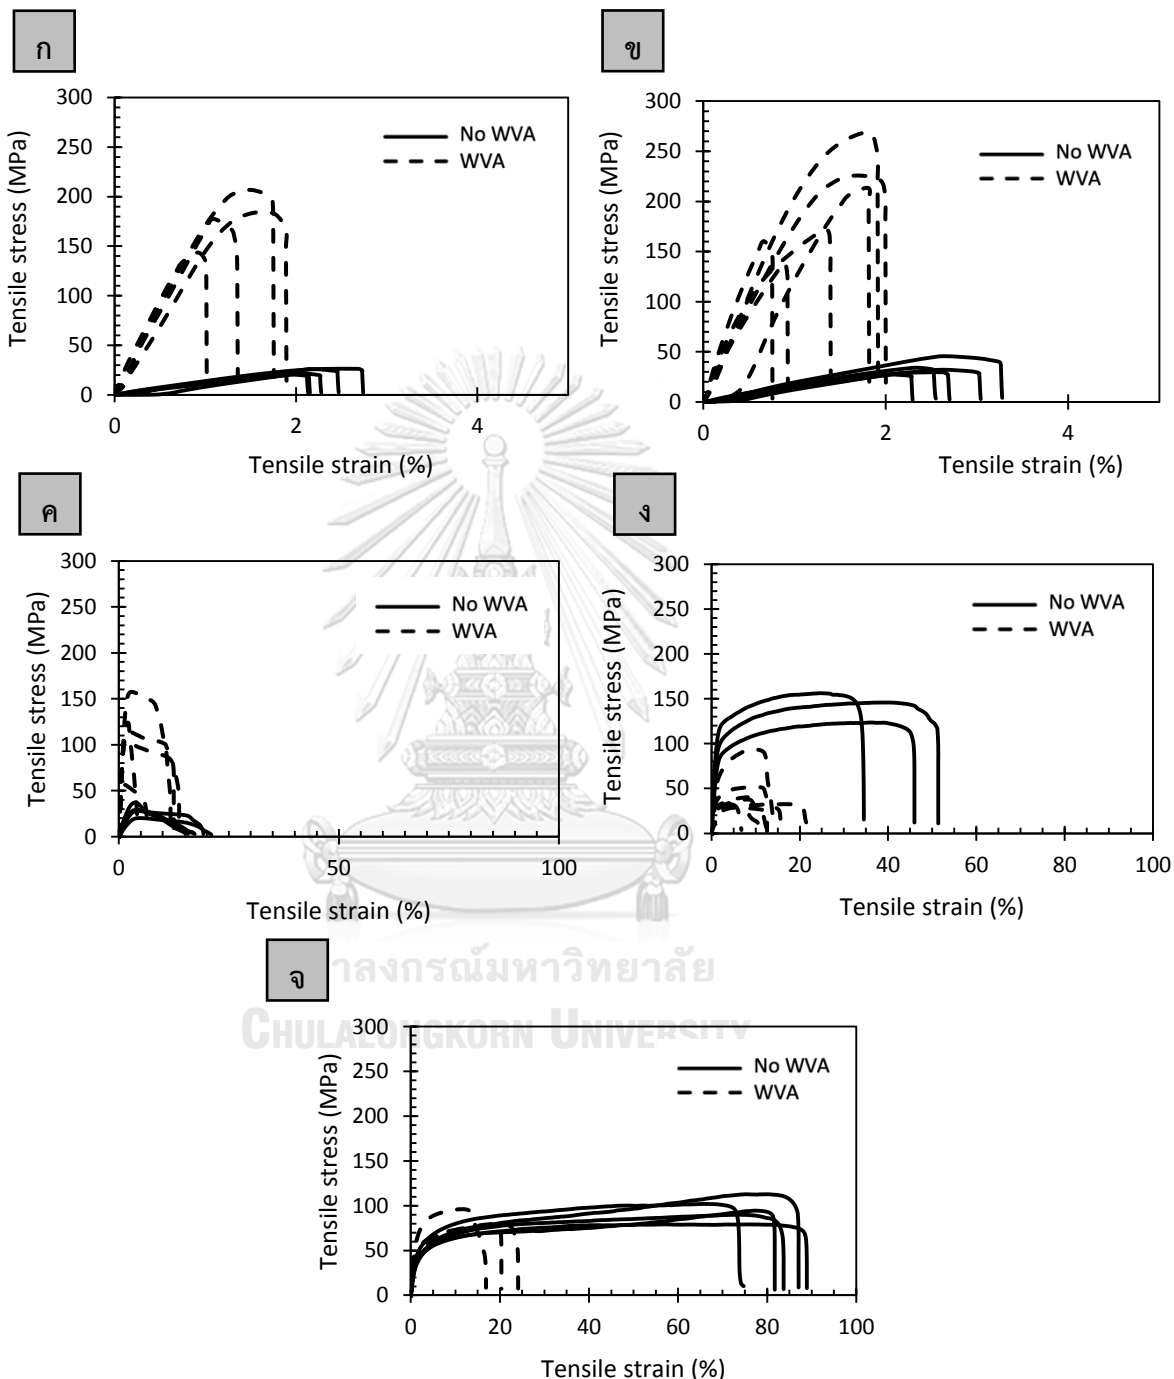 ก
300
250
200
150
100
50
0
Tensile stress (MPa)
No WVA
WVA
0 2 4
Tensile strain (%)
ข
300
250
200
150
100
50
0
Tensile stress (MPa)
No WVA
WVA
0 2 4
Tensile strain (%)
ค
300
250
200
150
100
50
0
Tensile stress (MPa)
No WVA
WVA
0 50 100
Tensile strain (%)
ง
300
250
200
150
100
50
0
Tensile stress (MPa)
No WVA
WVA
0 20 40 60 80 100
Tensile strain (%)
จ
าลงกรณ์มหาวิทยาลัย
CHULALONGKORN UNIVERSITY
300
250
200
150
100
50
0
Tensile stress (MPa)
No WVA
WVA
0 20 40 60 80 100
Tensile strain (%)